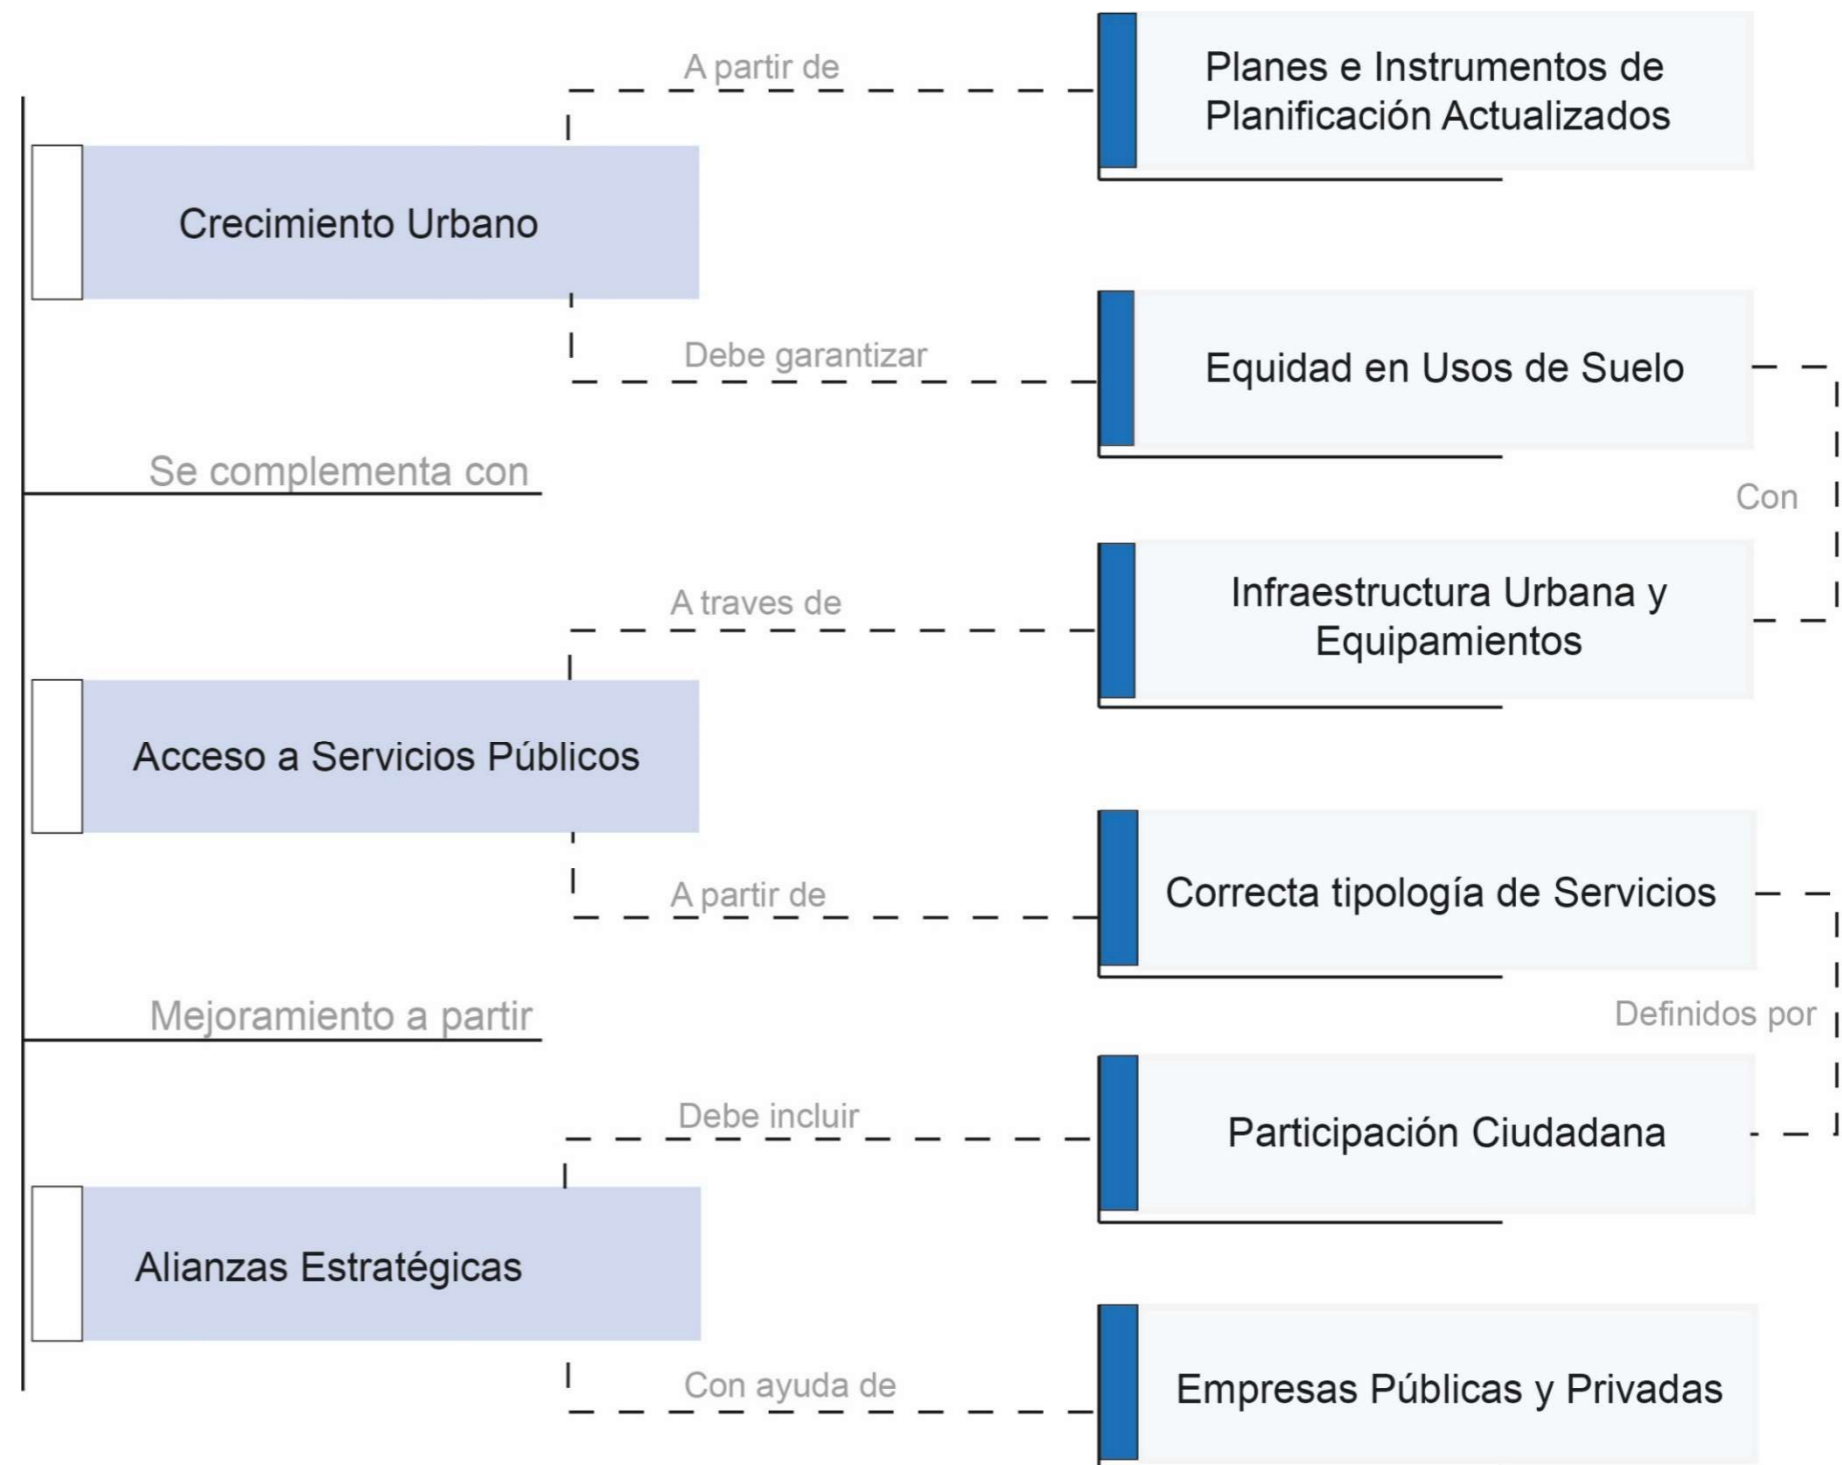 A partir de
Planes e Instrumentos de
Planificación Actualizados
Crecimiento Urbano
Debe garantizar
Equidad en Usos de Suelo
Se complementa con
Con
A traves de
Infraestructura Urbana y
Equipamientos
Acceso a Servicios Públicos
A partir de
Correcta tipología de Servicios
Mejoramiento a partir
Definidos por
Debe incluir
Participación Ciudadana
Alianzas Estratégicas
Con ayuda de
Empresas Públicas y Privadas